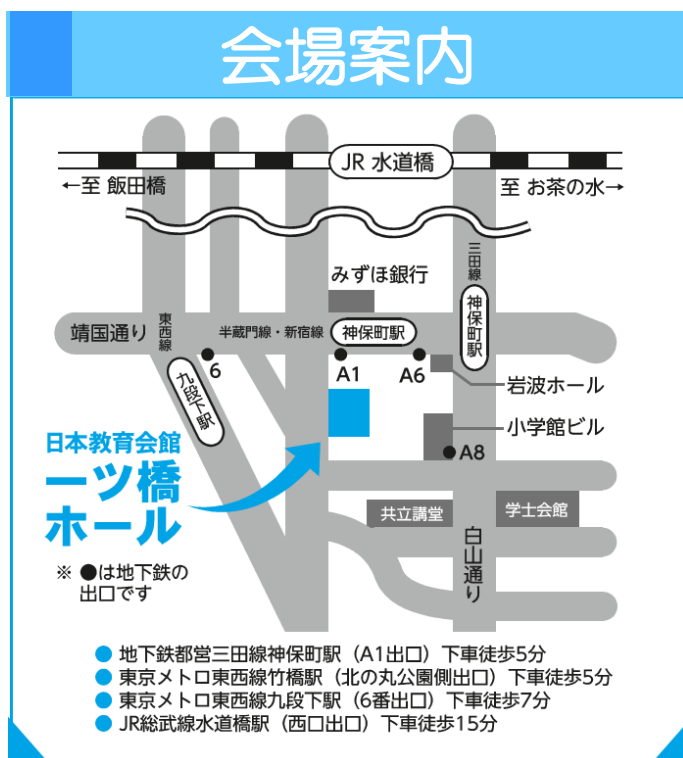 会場案内
JR 水道橋
←至 飯田橋
至 お茶の水→
三田線
みずほ銀行
神保町駅
東西線
靖国通り
半蔵門線・新宿線
神保町駅
6
A1
A6
九段下駅
岩波ホール
小学館ビル
A8
日本教育会館
一ツ橋
ホール
共立講堂
学士会館
白山通り
※ ●は地下鉄の
出口です
● 地下鉄都営三田線神保町駅（A1出口）下車徒歩5分
● 東京メトロ東西線竹橋駅（北の丸公園側出口）下車徒歩5分
● 東京メトロ東西線九段下駅（6番出口）下車徒歩7分
● JR総武線水道橋駅（西口出口）下車徒歩15分